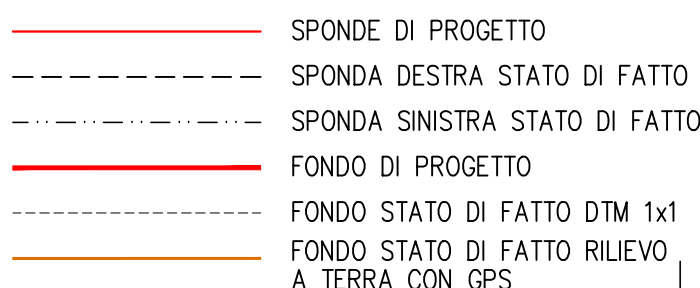 SPONDE DI PROGETTO
SPONDA DESTRA STATO DI FATTO
SPONDA SINISTRA STATO DI FATTO
FONDO DI PROGETTO
FONDO STATO DI FATTO DTM 1x1
FONDO STATO DI FATTO RILIEVO
A TERRA CON GPS